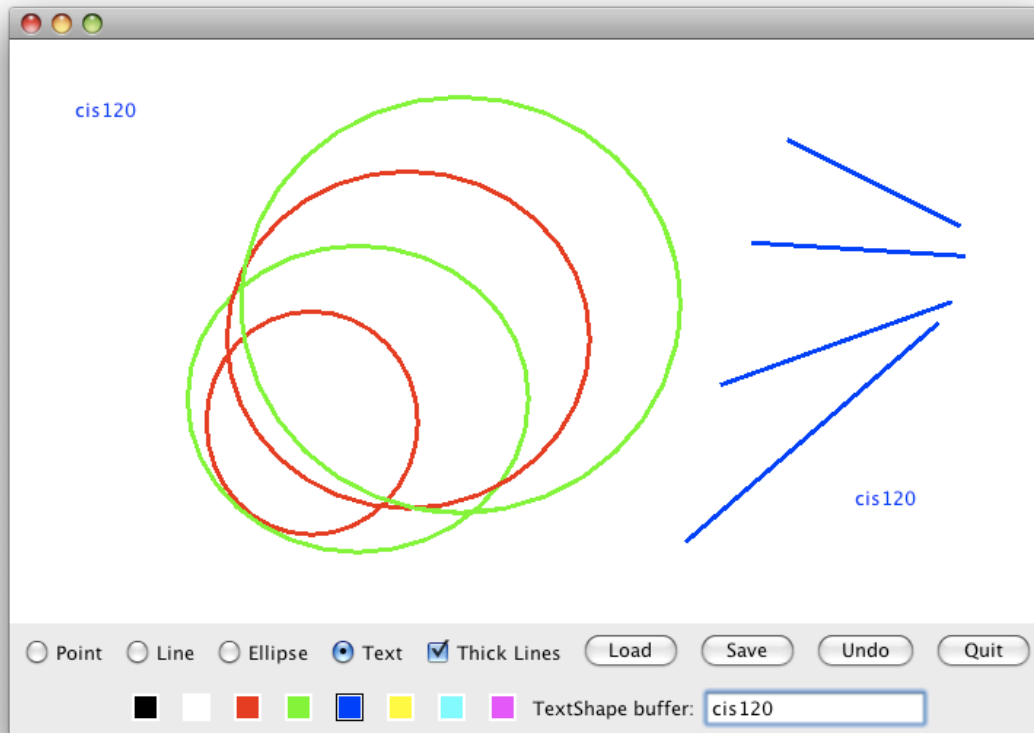 cis120
cis120
Point Line Ellipse Text Thick Lines Load Save Undo Quit
TextShape buffer: cis120